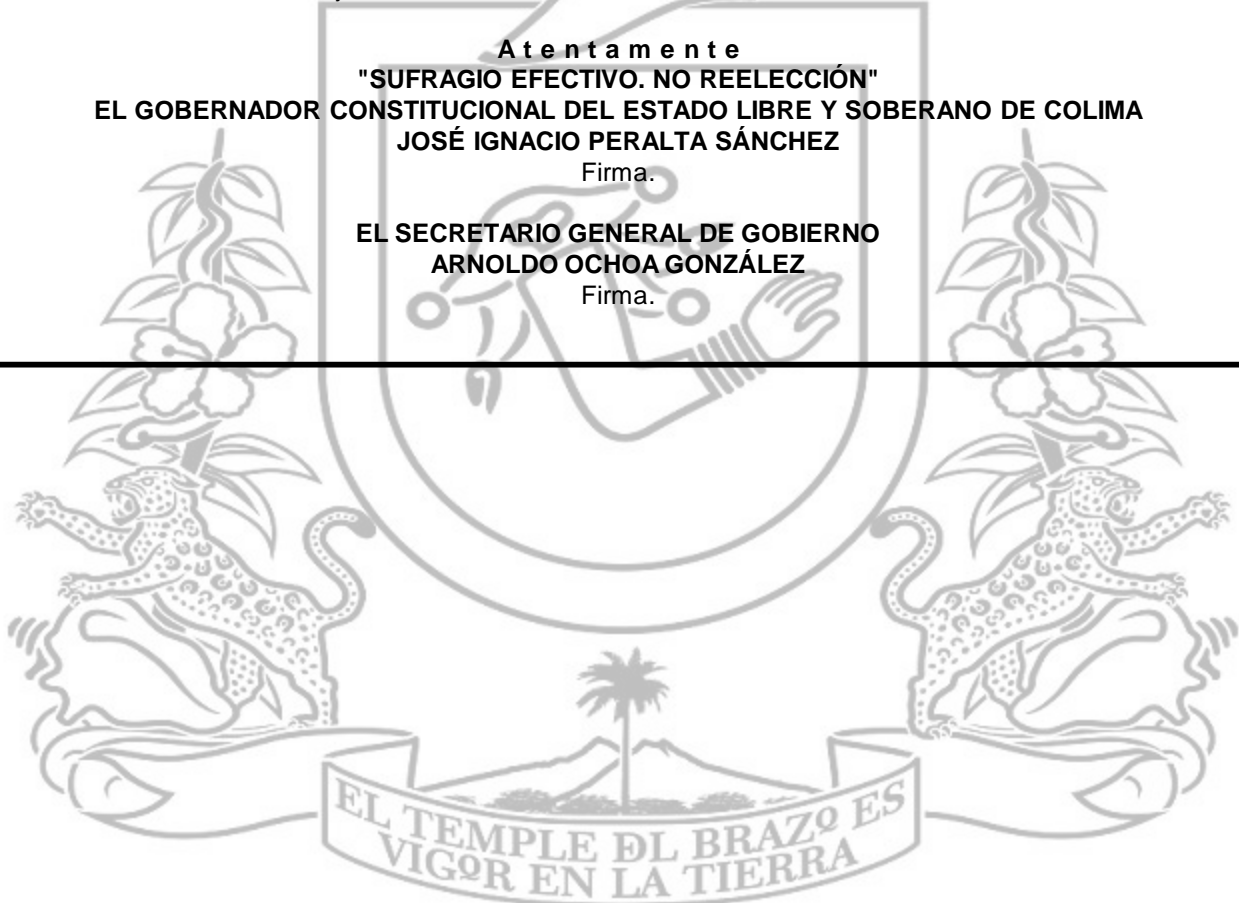 A t e n t a m e n t e
"SUFRAGIO EFECTIVO. NO REELECCIÓN"
EL GOBERNADOR CONSTITUCIONAL DEL ESTADO LIBRE Y SOBERANO DE COLIMA
JOSÉ IGNACIO PERALTA SÁNCHEZ
Firma.
EL SECRETARIO GENERAL DE GOBIERNO
ARNOLDO OCHOA GONZÁLEZ
Firma.
EL TEMPLE ĐL BRAZO ES
VIGOR EN LA TIERRA